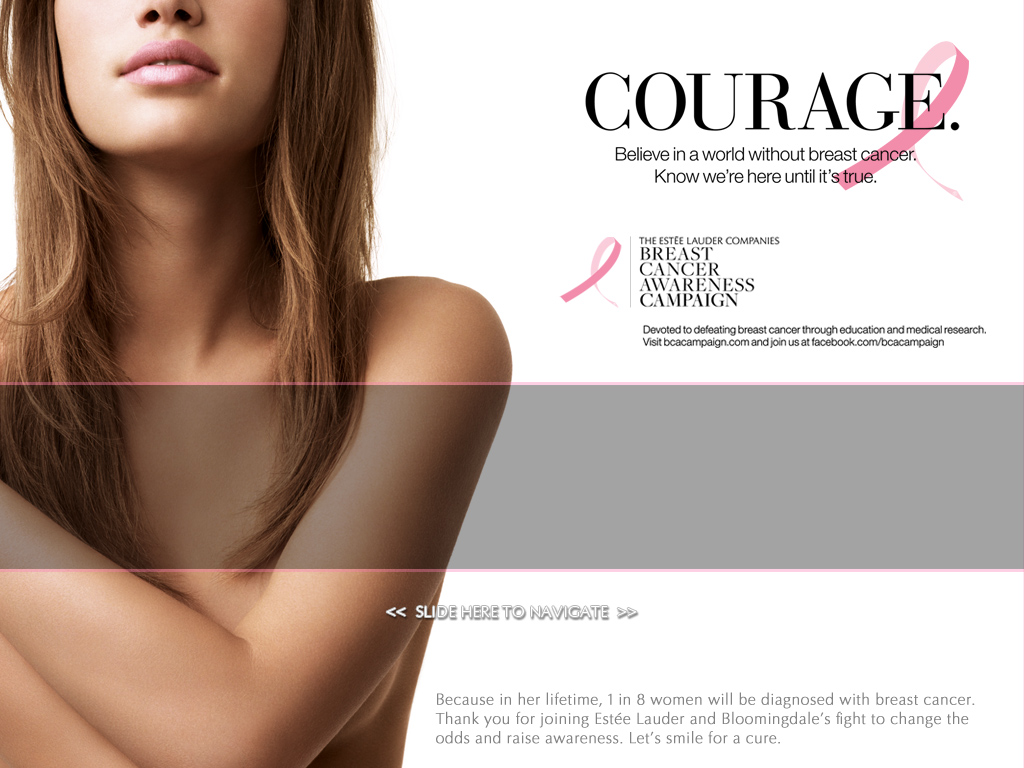 COURAGE.
Believe in a world without breast cancer.
Know we're here until it's true.
THE ESTĒE LAUDER COMPANIES
BREAST
CANCER
AWARENESS
CAMPAIGN
Devoted to defeating breast cancer through education and medical research.
Visit bcacampaign.com and join us at facebook.com/bcacampaign
<< SLIDE HERE TO NAVIGATE >>
Because in her lifetime, 1 in 8 women will be diagnosed with breast cancer.
Thank you for joining Estée Lauder and Bloomingdale's fight to change the
odds and raise awareness. Let's smile for a cure.